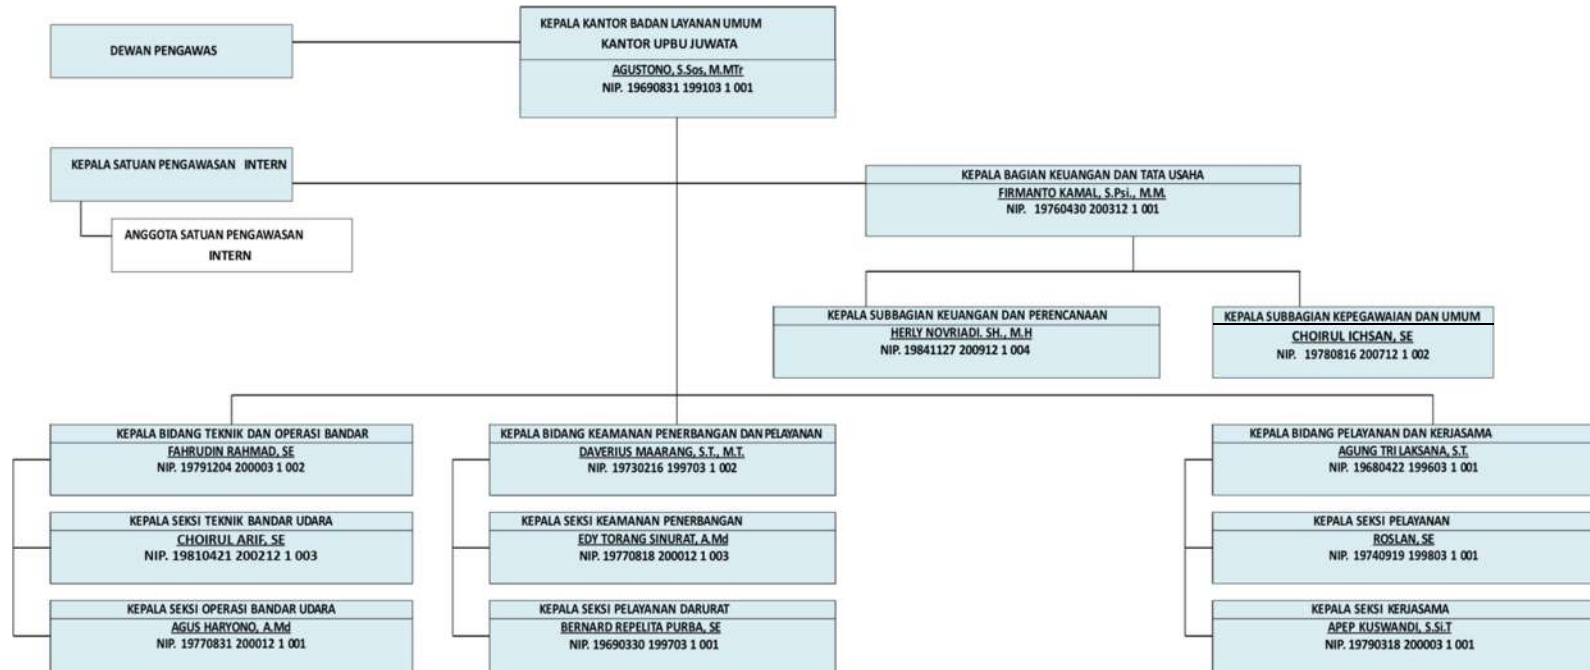 KEPALA KANTOR BADAN LAYANAN UMUM
KANTOR UPBU JUWATA
AGUSTONO, S.Sos, M.MTr
NIP. 19690831 199103 1 001
DEWAN PENGAWAS
KEPALA SATUAN PENGAWASAN INTERN
ANGGOTA SATUAN PENGAWASAN
INTERN
KEPALA BAGIAN KEUANGAN DAN TATA USAHA
FIRMANTO KAMAL, S.Psi., M.M.
NIP. 19760430 200312 1 001
KEPALA SUBBAGIAN KEUANGAN DAN PERENCANAAN
HERLY NOVRIADI. SH., M.H
NIP. 19841127 200912 1 004
KEPALA SUBBAGIAN KEPEGAWAIAN DAN UMUM
CHOIRUL ICHSAN, SE
NIP. 19780816 200712 1 002
KEPALA BIDANG TEKNIK DAN OPERASI BANDAR
FAHRUDIN RAHMAD, SE
NIP. 19791204 200003 1 002
KEPALA SEKSI TEKNIK BANDAR UDARA
CHOIRUL ARIF, SE
NIP. 19810421 200212 1 003
KEPALA SEKSI OPERASI BANDAR UDARA
AGUS HARYONO, A.Md
NIP. 19770831 200012 1 001
KEPALA BIDANG KEAMANAN PENERBANGAN DAN PELAYANAN
DAVERIUS MAARANG, S.T., M.T.
NIP. 19730216 199703 1 002
KEPALA SEKSI KEAMANAN PENERBANGAN
EDY TORANG SINURAT, A.Md
NIP. 19770818 200012 1 003
KEPALA SEKSI PELAYANAN DARURAT
BERNARD REPELITA PURBA, SE
NIP. 19690330 199703 1 001
KEPALA BIDANG PELAYANAN DAN KERJASAMA
AGUNG TRI LAKSANA, S.T.
NIP. 19680422 199603 1 001
KEPALA SEKSI PELAYANAN
ROSLAN, SE
NIP. 19740919 199803 1 001
KEPALA SEKSI KERJASAMA
APEP KUSWANDI, S.Si.T
NIP. 19790318 200003 1 001